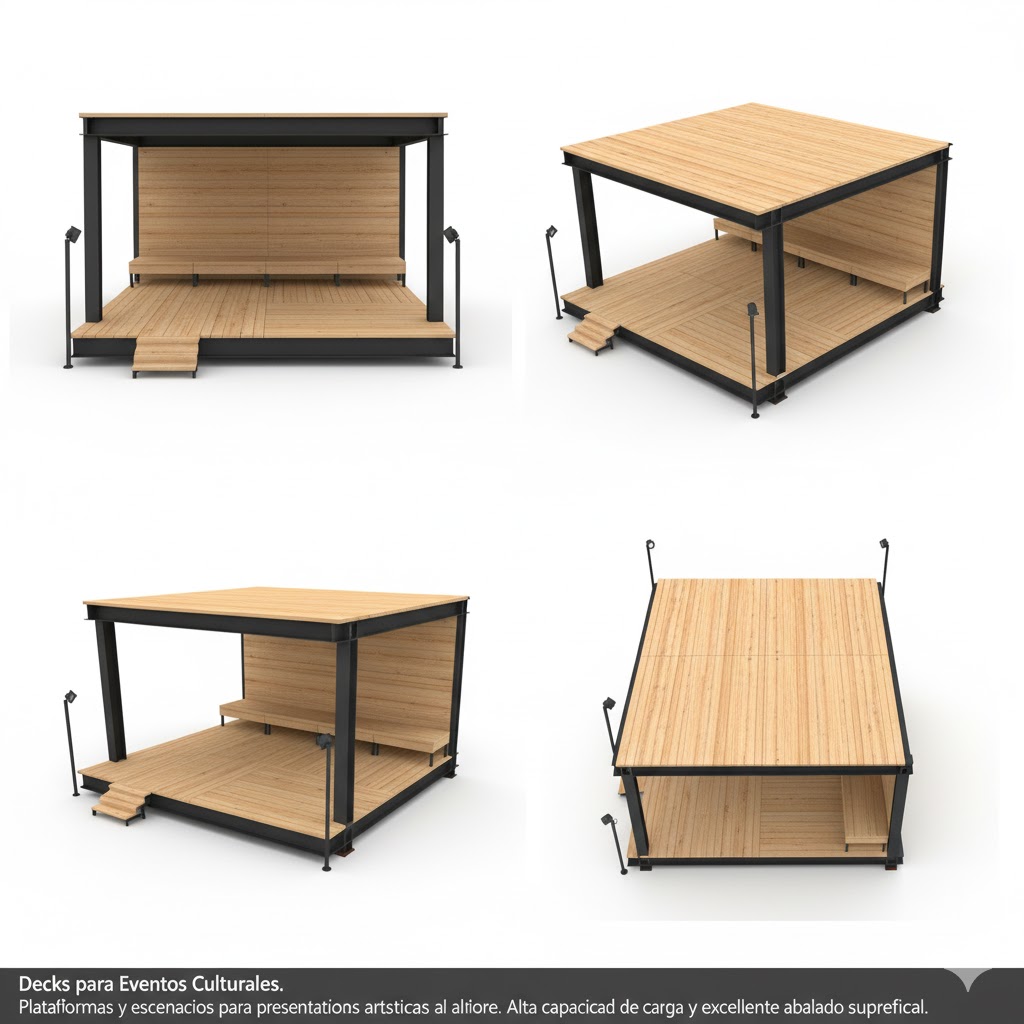 Decks para Eventos Culturales.
Platafformas y escenacios para presentations artsticas al altiore. Alta capacicad de carga y excellente abalado suprefical.